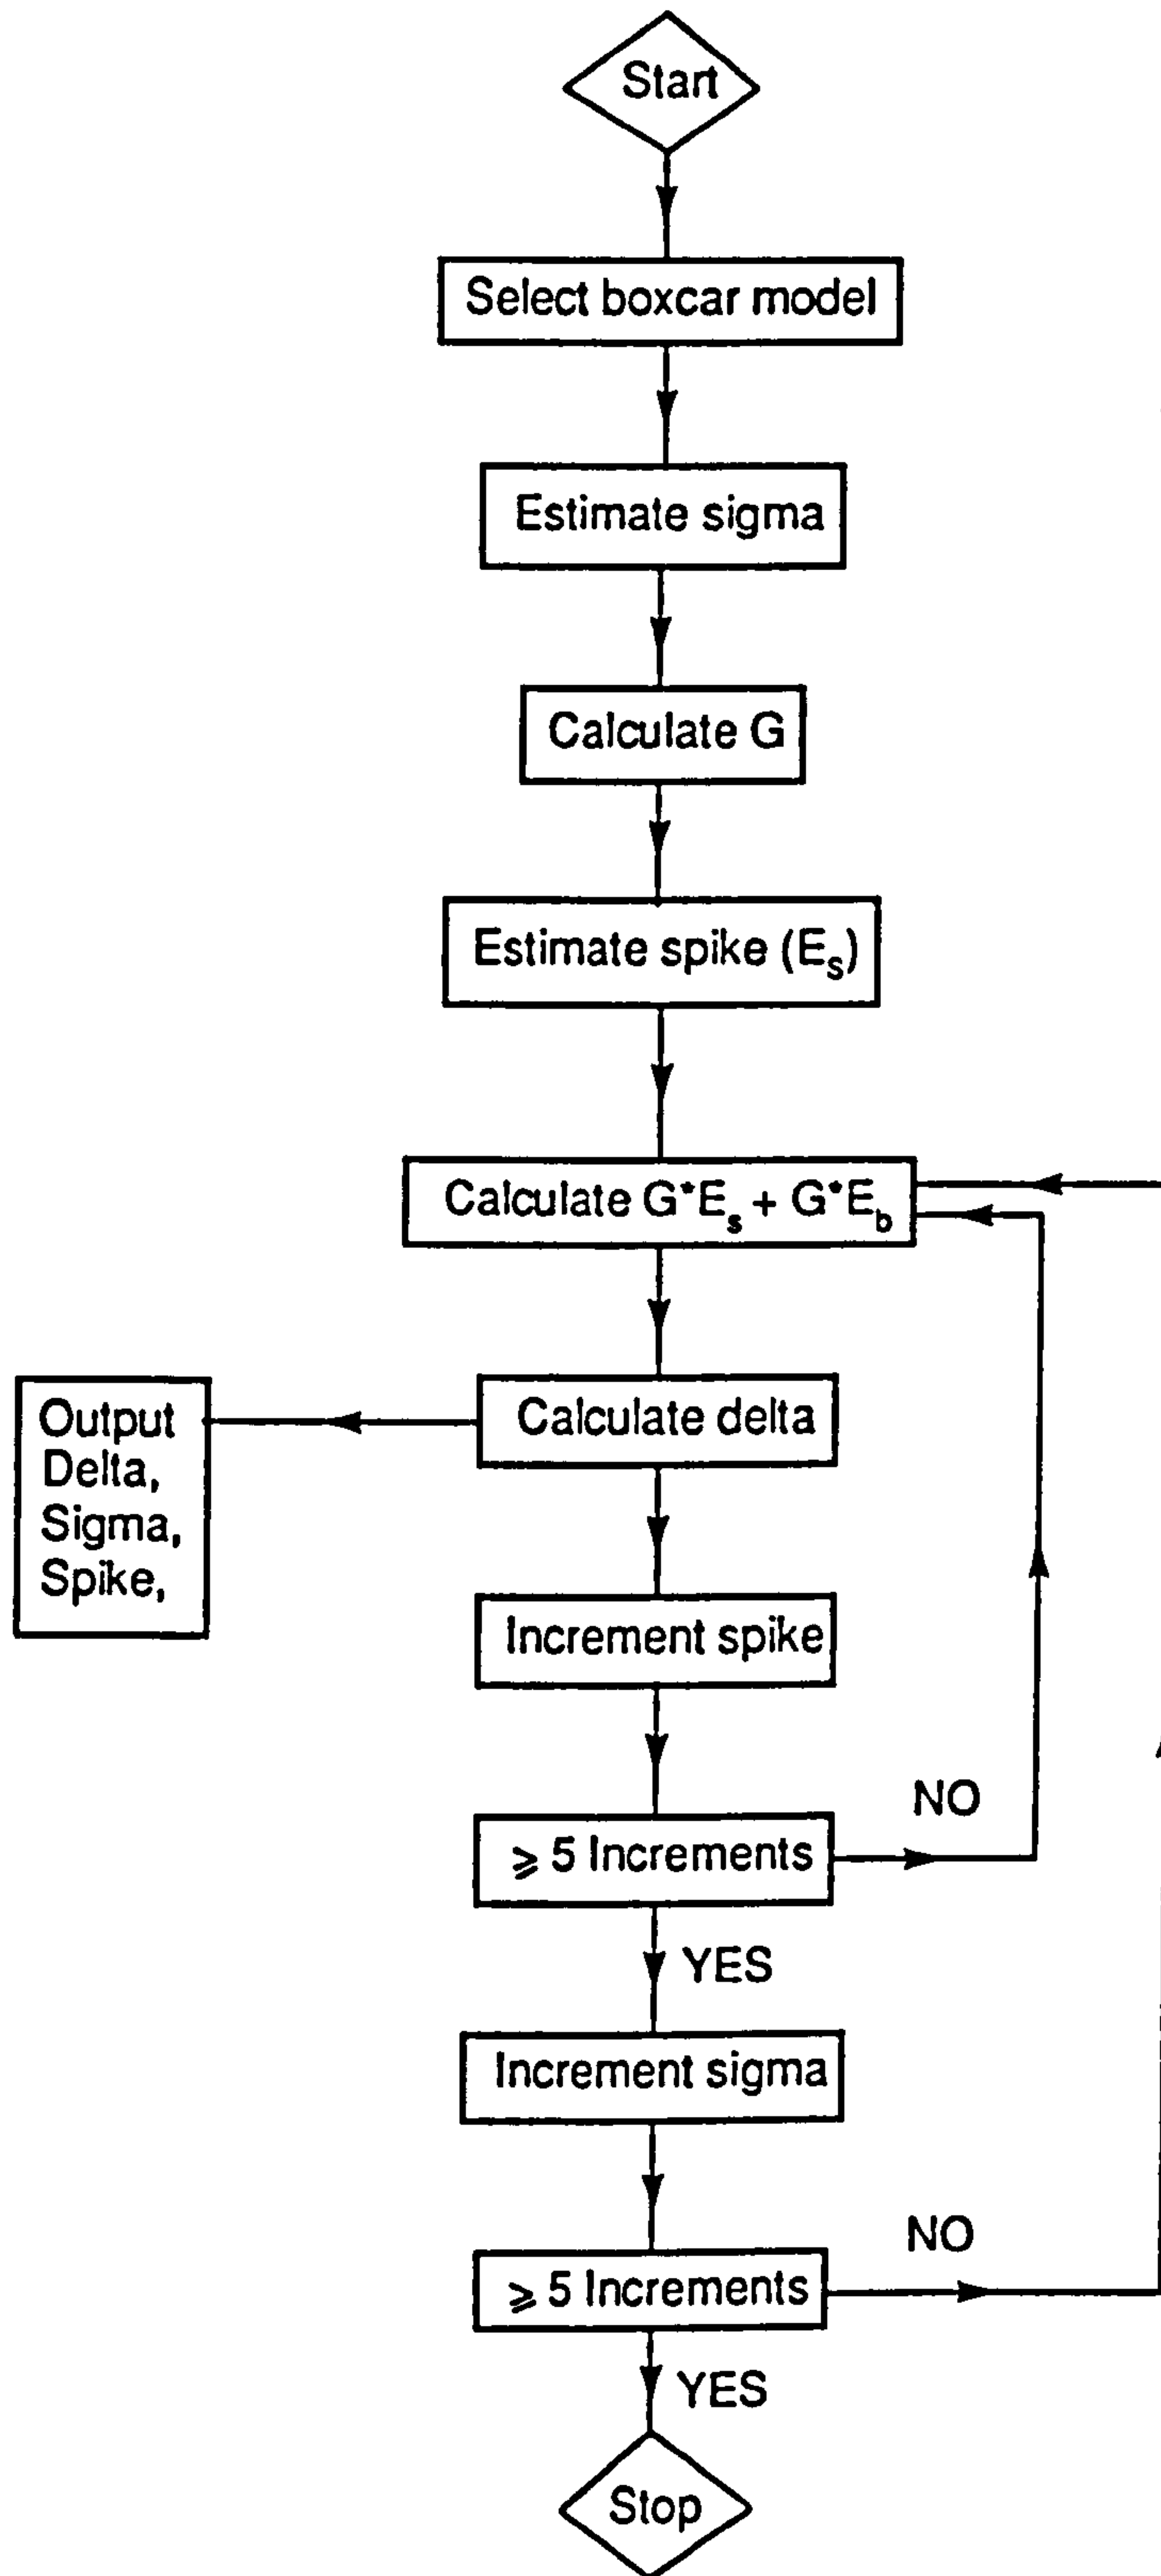 Start
Select boxcar model
Estimate sigma
Calculate G
Estimate spike (Eₛ)
Calculate G*Eₛ + G*E_b
Calculate delta
Output
Delta,
Sigma,
Spike,
Increment spike
⩾ 5 Increments
NO
YES
Increment sigma
⩾ 5 Increments
NO
YES
Stop